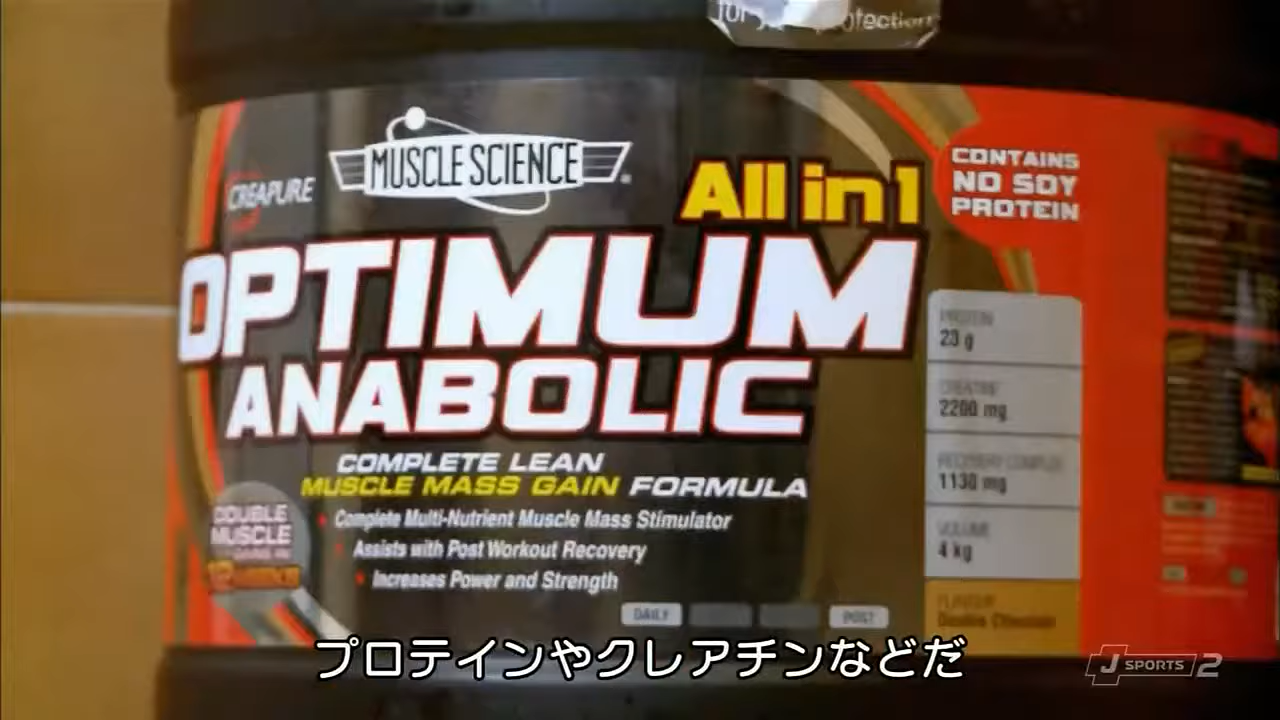 CREAPURE
MUSCLE SCIENCE
All in 1
CONTAINS
NO SOY
PROTEIN
OPTIMUM
ANABOLIC
COMPLETE LEAN
MUSCLE MASS GAIN FORMULA
Complete Multi-Nutrient Muscle Mass Stimulator
Assists with Post Workout Recovery
Increases Power and Strength
DOUBLE
MUSCLE
PROTEIN
23 g
CREATINE
2200 mg
RECOVERY COMPLEX
1130 mg
VOLUME
4 kg
FLAVOUR
Double Chocolate
DAILY
POST
プロテインやクレアチンなどだ
J SPORTS 2